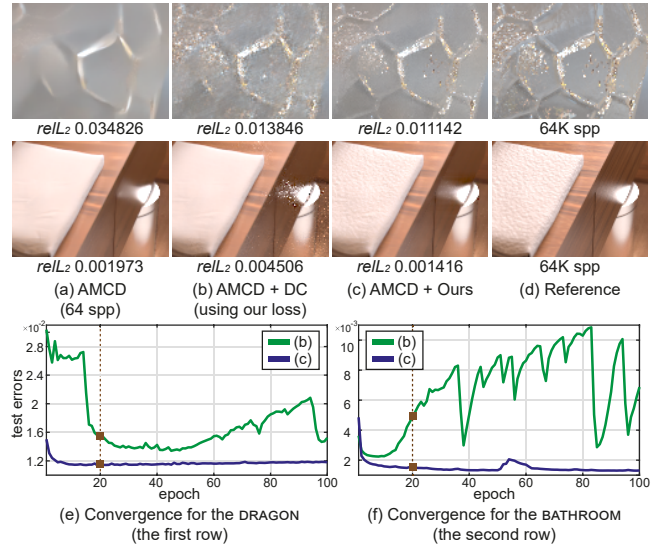 relL2 0.034826 relL2 0.013846 relL2 0.011142 64K spp
relL2 0.001973 relL2 0.004506 relL2 0.001416 64K spp
(a) AMCD (b) AMCD + DC (c) AMCD + Ours (d) Reference
(64 spp) (using our loss)
×10⁻² ×10⁻³
2.8
2.4
2
1.6
1.2
test errors
(b)
(c)
20 40 60 80 100
epoch
10
8
6
4
2
(b)
(c)
20 40 60 80 100
epoch
(e) Convergence for the DRAGON
(the first row)
(f) Convergence for the BATHROOM
(the second row)